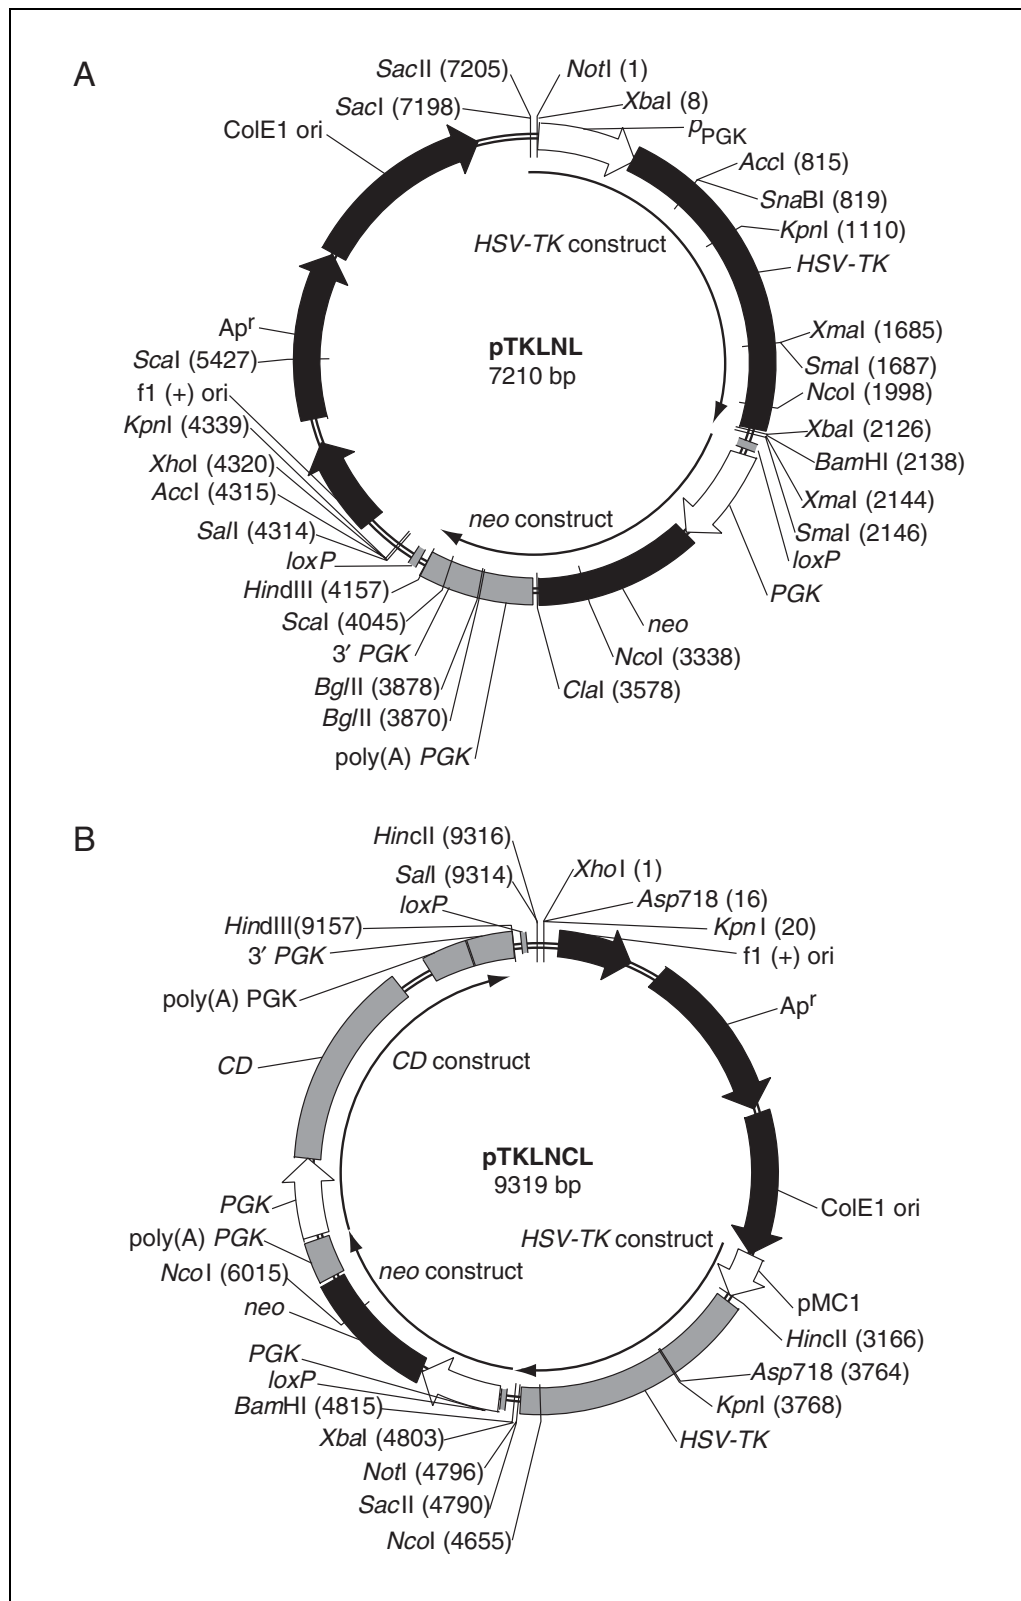 A
SacII (7205)
NotI (1)
SacI (7198)
XbaI (8)
ColE1 ori
pPGK
AccI (815)
SnaBI (819)
KpnI (1110)
HSV-TK construct
HSV-TK
Apr
XmaI (1685)
pTKLNL
ScaI (5427)
SmaI (1687)
7210 bp
f1 (+) ori
NcoI (1998)
KpnI (4339)
XbaI (2126)
XhoI (4320)
BamHI (2138)
AccI (4315)
XmaI (2144)
neo construct
SalI (4314)
SmaI (2146)
loxP
loxP
HindIII (4157)
PGK
ScaI (4045)
neo
3′ PGK
NcoI (3338)
BglII (3878)
ClaI (3578)
BglII (3870)
poly(A) PGK
B
HincII (9316)
XhoI (1)
SalI (9314)
Asp718 (16)
loxP
HindIII(9157)
KpnI (20)
3′ PGK
f1 (+) ori
poly(A) PGK
Apr
CD
CD construct
pTKLNCL
9319 bp
PGK
ColE1 ori
poly(A) PGK
HSV-TK construct
NcoI (6015)
neo construct
neo
pMC1
HincII (3166)
PGK
Asp718 (3764)
loxP
BamHI (4815)
KpnI (3768)
XbaI (4803)
HSV-TK
NotI (4796)
SacII (4790)
NcoI (4655)